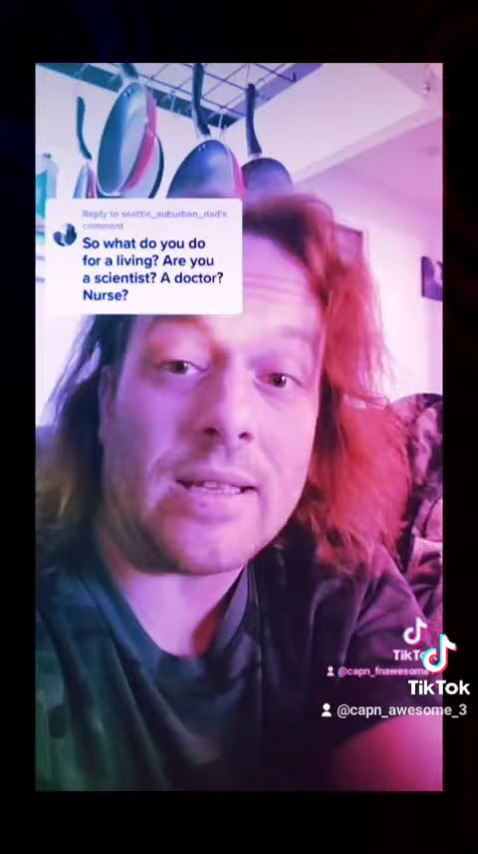 Reply to seattle_suburban_dad's
comment
So what do you do
for a living? Are you
a scientist? A doctor?
Nurse?
TikTok
@capn_fnawesome
TikTok
@capn_awesome_3